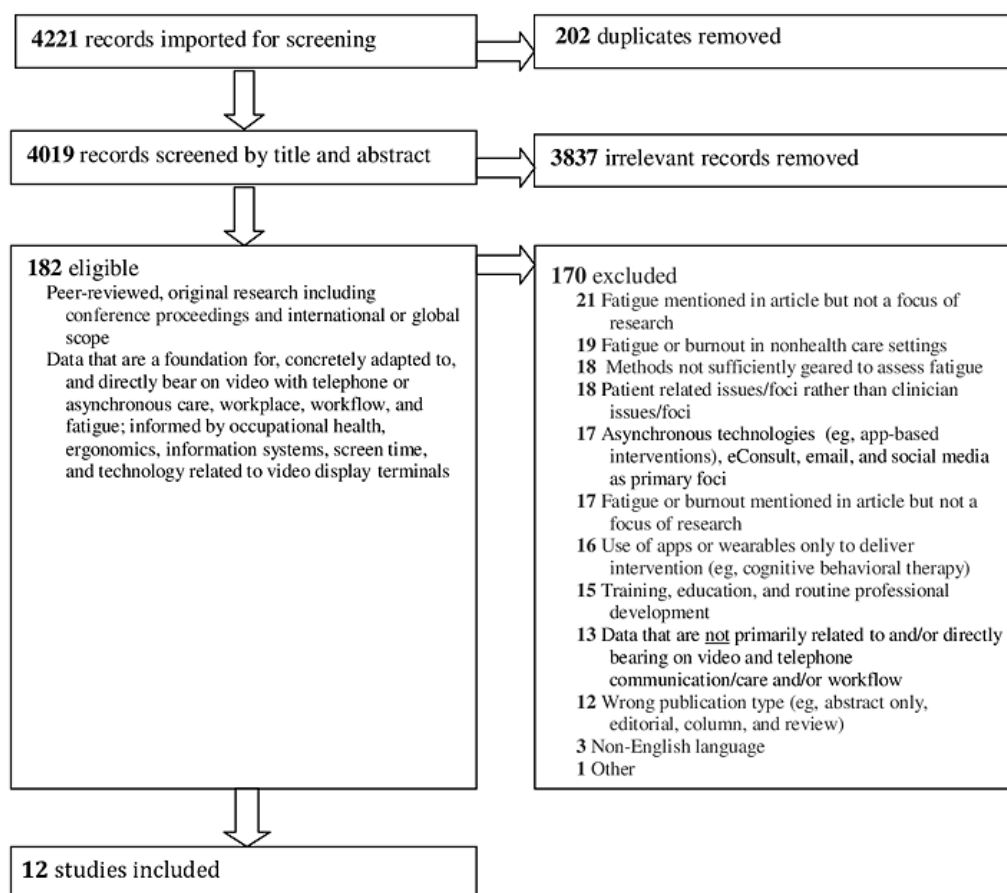 4221 records imported for screening
202 duplicates removed
4019 records screened by title and abstract
3837 irrelevant records removed
182 eligible
Peer-reviewed, original research including
conference proceedings and international or global
scope
Data that are a foundation for, concretely adapted to,
and directly bear on video with telephone or
asynchronous care, workplace, workflow, and
fatigue; informed by occupational health,
ergonomics, information systems, screen time,
and technology related to video display terminals
170 excluded
21 Fatigue mentioned in article but not a focus of
research
19 Fatigue or burnout in nonhealth care settings
18 Methods not sufficiently geared to assess fatigue
18 Patient related issues/foci rather than clinician
issues/foci
17 Asynchronous technologies (eg, app-based
interventions), eConsult, email, and social media
as primary foci
17 Fatigue or burnout mentioned in article but not a
focus of research
16 Use of apps or wearables only to deliver
intervention (eg, cognitive behavioral therapy)
15 Training, education, and routine professional
development
13 Data that are not primarily related to and/or directly
bearing on video and telephone
communication/care and/or workflow
12 Wrong publication type (eg, abstract only,
editorial, column, and review)
3 Non-English language
1 Other
12 studies included